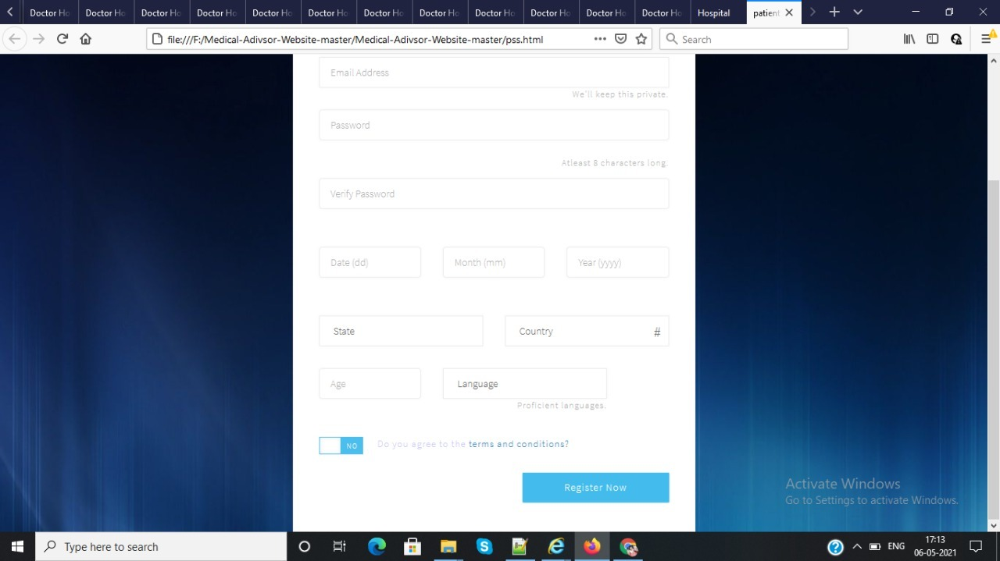 Doctor Ho Doctor Ho Doctor Ho Doctor Ho Doctor Ho Doctor Ho Doctor Ho Doctor Ho Doctor Ho Doctor Ho Doctor Ho Doctor Ho Hospital patient
file:///F:/Medical-Adivsor-Website-master/Medical-Adivsor-Website-master/pss.html Search
Email Address
We'll keep this private.
Password
Atleast 8 characters long.
Verify Password
Date (dd) Month (mm) Year (yyyy)
State Country #
Age Language
Proficient languages.
NO Do you agree to the terms and conditions?
Register Now
Activate Windows
Go to Settings to activate Windows.
Type here to search ENG 17:13
06-05-2021